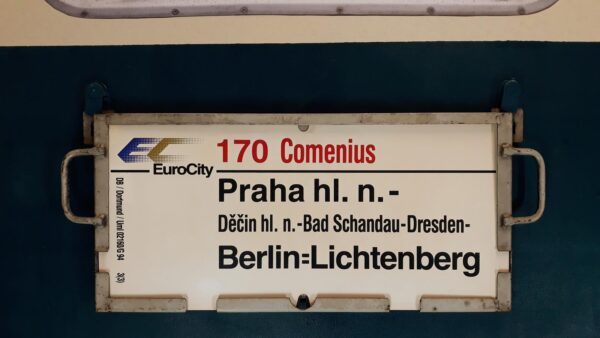 EC
EuroCity
170 Comenius
Praha hl. n.-
Děčín hl. n.-Bad Schandau-Dresden-
Berlin=Lichtenberg